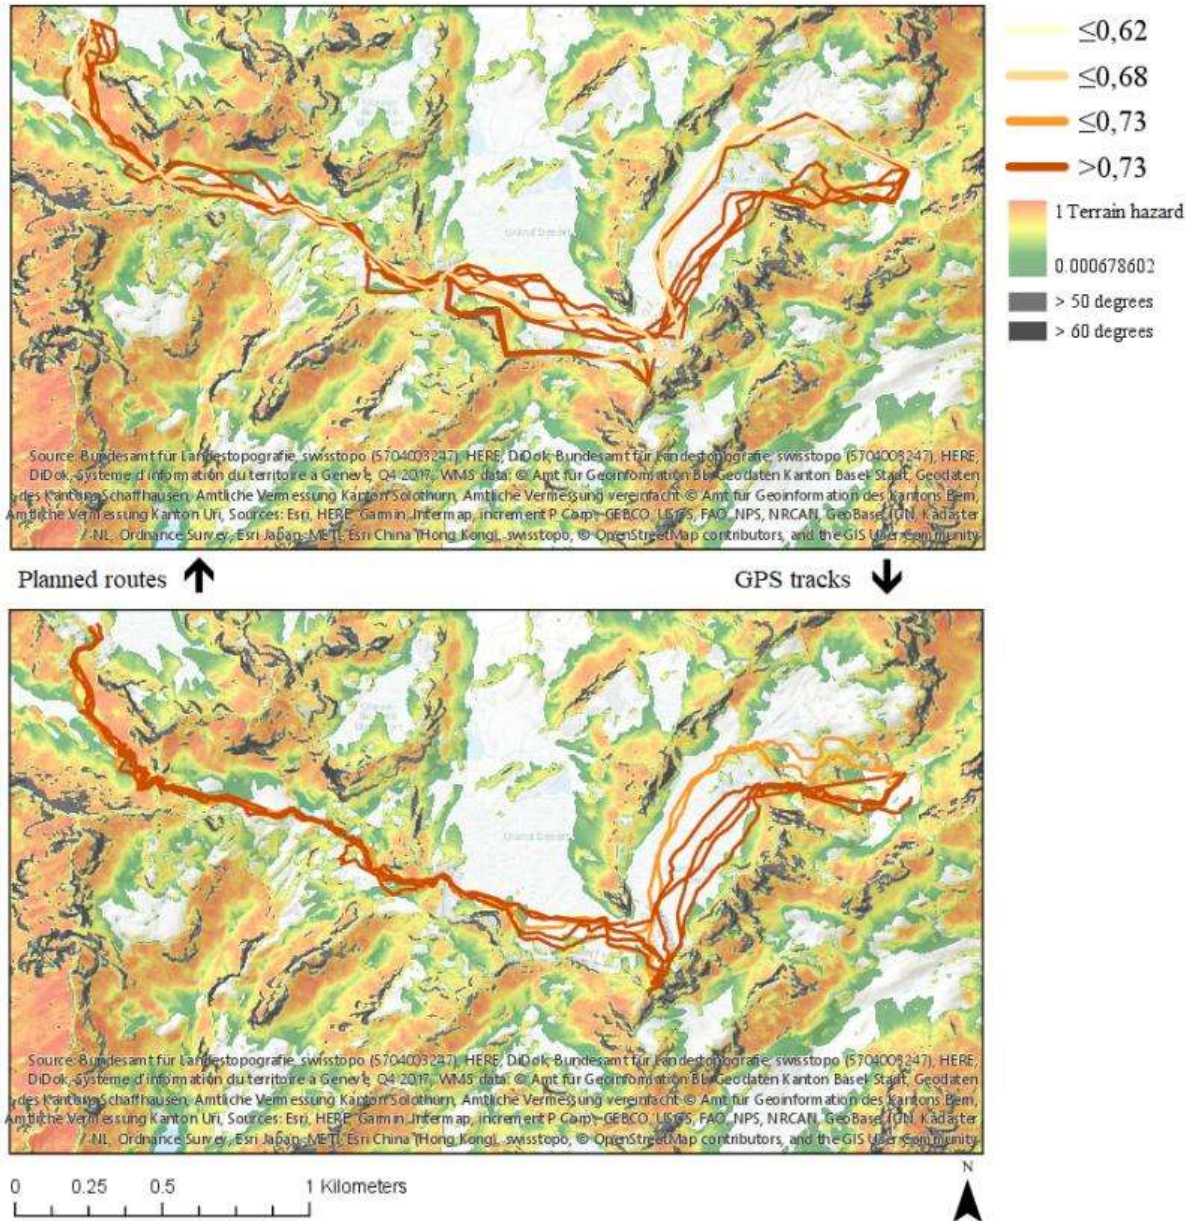 ≤0,62
≤0,68
≤0,73
>0,73
1 Terrain hazard
0.000678602
> 50 degrees
> 60 degrees
Grand Desert
Source: Bundesamt für Landestopografie, swisstopo (5704003247), HERE, DiDok, Bundesamt für Landestopografie, swisstopo (5704003247), HERE,
DiDok, Systeme d'information du territoire a Geneve, Q4 2017, WMS data: © Amt für Geoinformation BL, Geodaten Kanton Basel Stadt, Geodaten
des Kantons Schaffhausen, Amtliche Vermessung Kanton Solothurn, Amtliche Vermessung vereinfacht © Amt für Geoinformation des Kantons Bern,
Amtliche Vermessung Kanton Uri, Sources: Esri, HERE, Garmin, Intermap, increment P Corp., GEBCO, USGS, FAO, NPS, NRCAN, GeoBase, IGN, Kadaster
NL, Ordnance Survey, Esri Japan, METI, Esri China (Hong Kong), swisstopo, © OpenStreetMap contributors, and the GIS User Community
Planned routes
GPS tracks
Grand Desert
Source: Bundesamt für Landestopografie, swisstopo (5704003247), HERE, DiDok, Bundesamt für Landestopografie, swisstopo (5704003247), HERE,
DiDok, Systeme d'information du territoire a Geneve, Q4 2017, WMS data: © Amt für Geoinformation BL, Geodaten Kanton Basel Stadt, Geodaten
des Kantons Schaffhausen, Amtliche Vermessung Kanton Solothurn, Amtliche Vermessung vereinfacht © Amt für Geoinformation des Kantons Bern,
Amtliche Vermessung Kanton Uri, Sources: Esri, HERE, Garmin, Intermap, increment P Corp., GEBCO, USGS, FAO, NPS, NRCAN, GeoBase, IGN, Kadaster
NL, Ordnance Survey, Esri Japan, METI, Esri China (Hong Kong), swisstopo, © OpenStreetMap contributors, and the GIS User Community
0 0.25 0.5 1 Kilometers
N